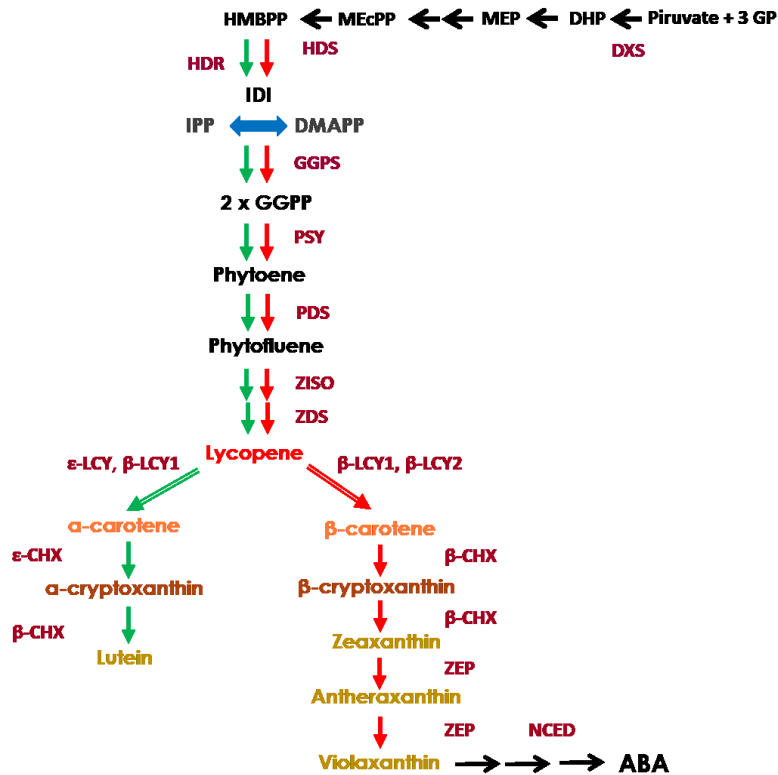 HMBPP MEcPP MEP DHP Piruvate + 3 GP
HDR HDS DXS
IDI
IPP DMAPP
GGPS
2 x GGPP
PSY
Phytoene
PDS
Phytofluene
ZISO
ZDS
Lycopene
ε-LCY, β-LCY1 β-LCY1, β-LCY2
α-carotene β-carotene
ε-CHX β-CHX
α-cryptoxanthin β-cryptoxanthin
β-CHX β-CHX
Lutein Zeaxanthin
ZEP
Antheraxanthin
ZEP NCED
Violaxanthin ABA